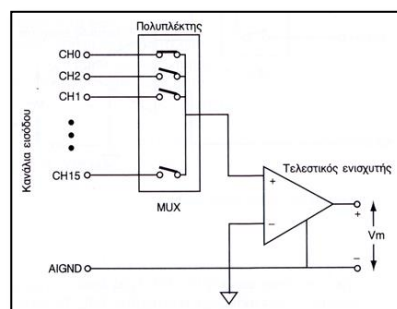 Πολυπλέκτης
CH0
CH2
CH1
CH15
Κανάλια εισόδου
MUX
Τελεστικός ενισχυτής
+
−
+
Vm
−
AIGND